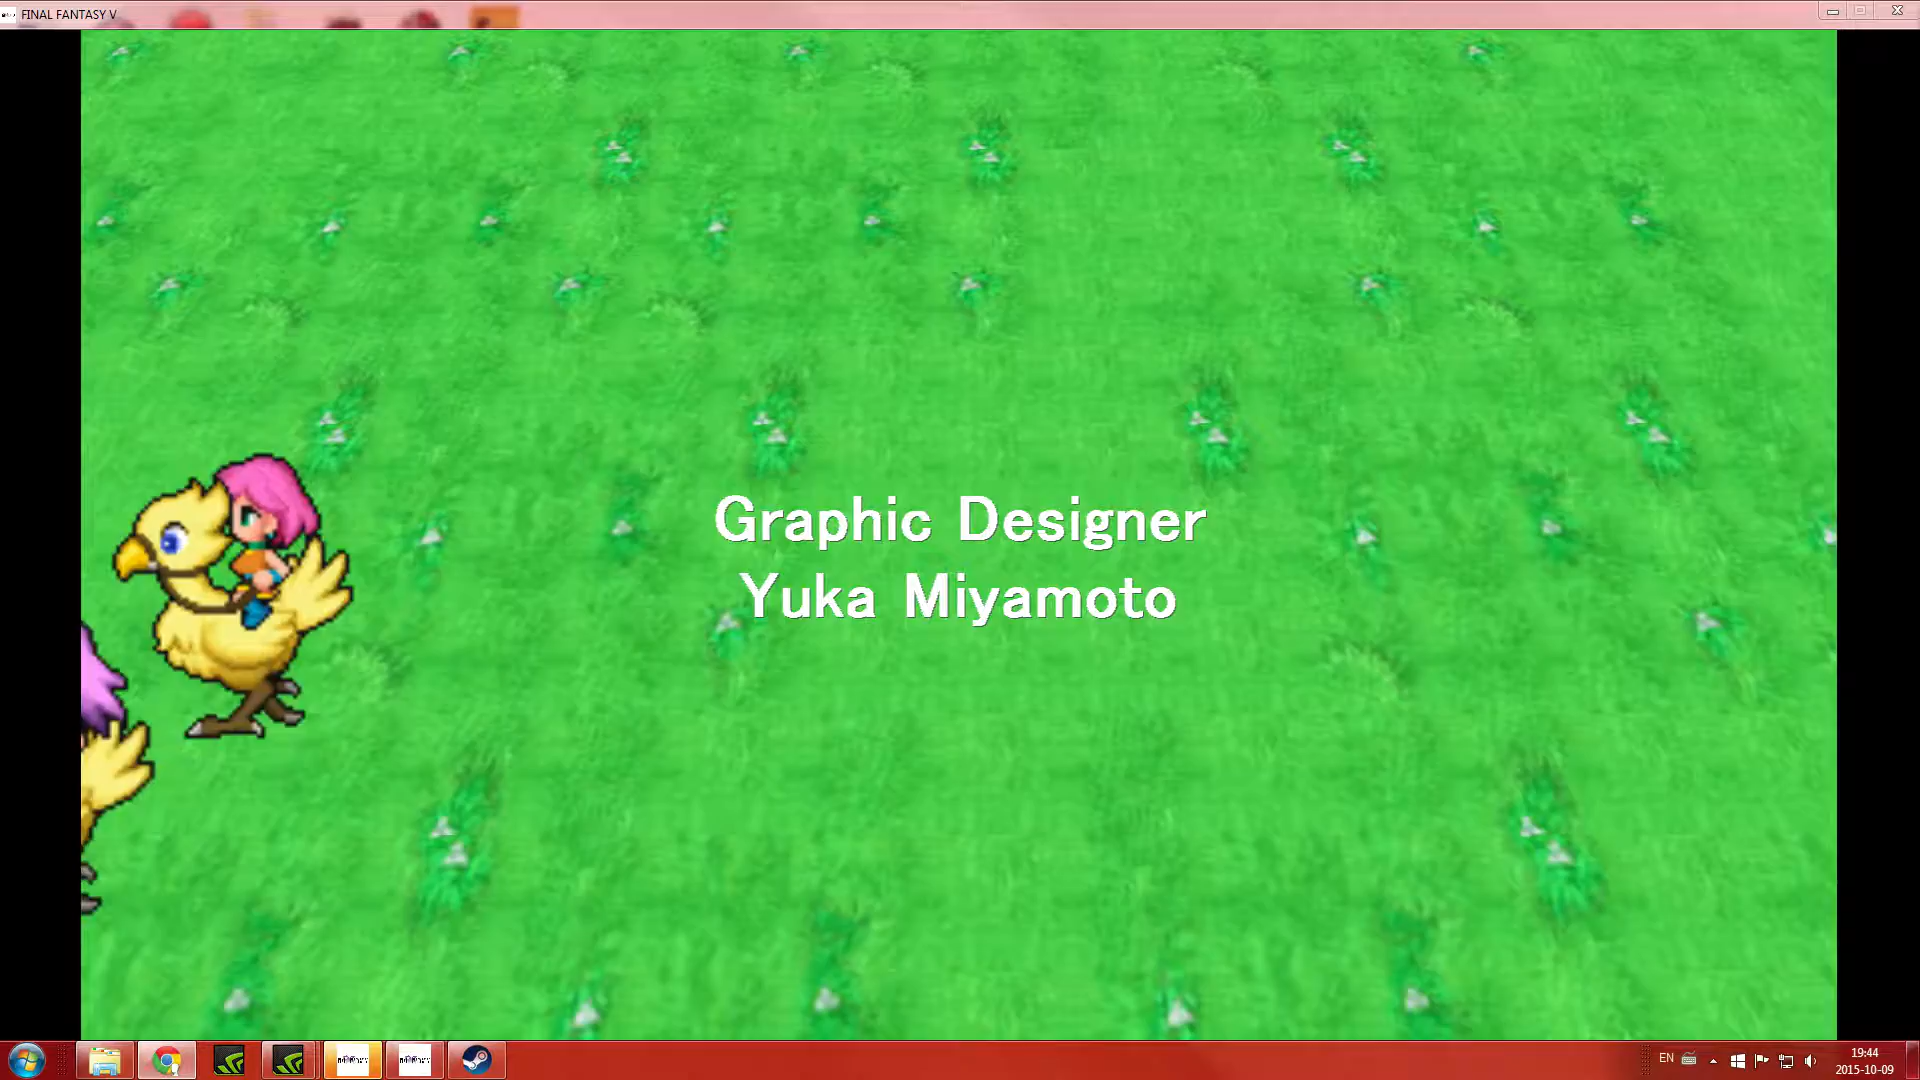 FINAL FANTASY V
Graphic Designer
Yuka Miyamoto
EN
19:44
2015-10-09